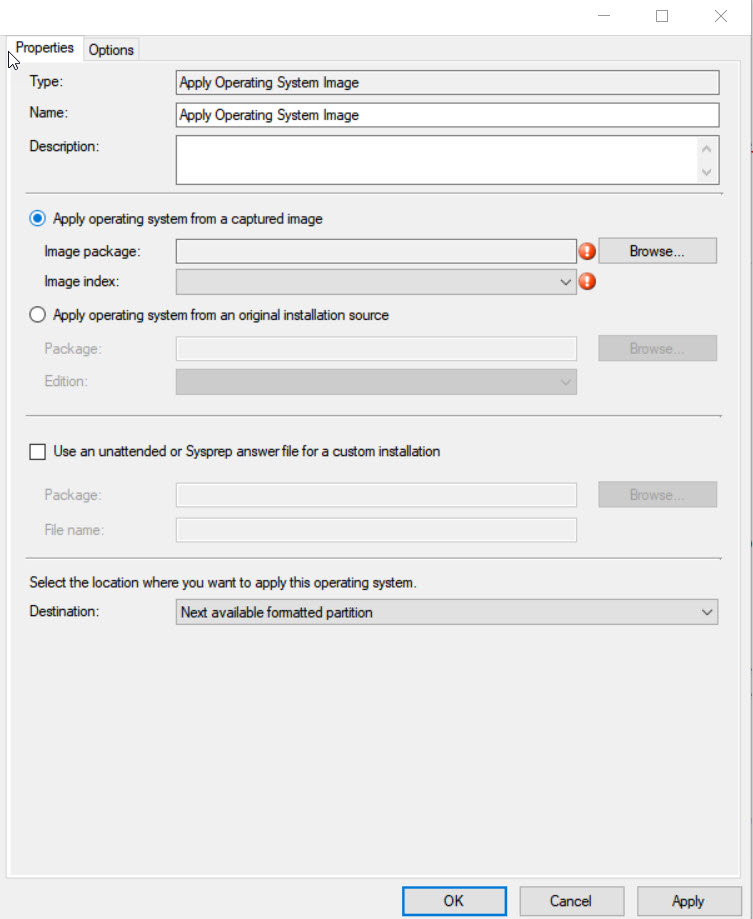 Properties Options
Type: Apply Operating System Image
Name: Apply Operating System Image
Description:
Apply operating system from a captured image
Image package: Browse...
Image index:
Apply operating system from an original installation source
Package: Browse...
Edition:
Use an unattended or Sysprep answer file for a custom installation
Package: Browse...
File name:
Select the location where you want to apply this operating system.
Destination: Next available formatted partition
OK Cancel Apply